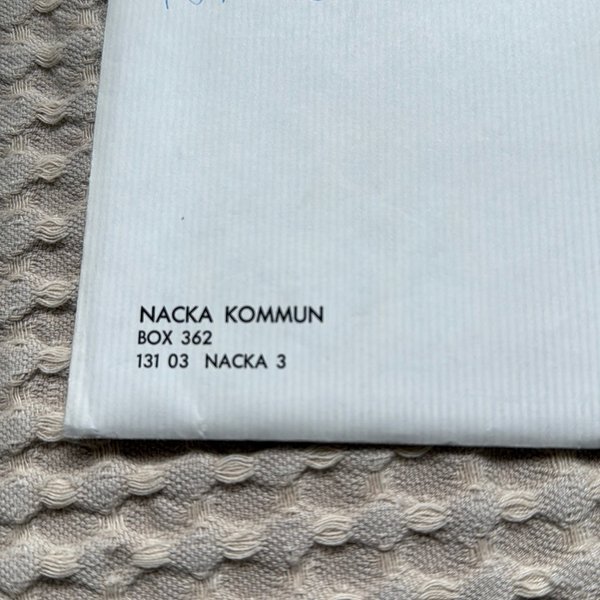 NACKA KOMMUN
BOX 362
131 03 NACKA 3